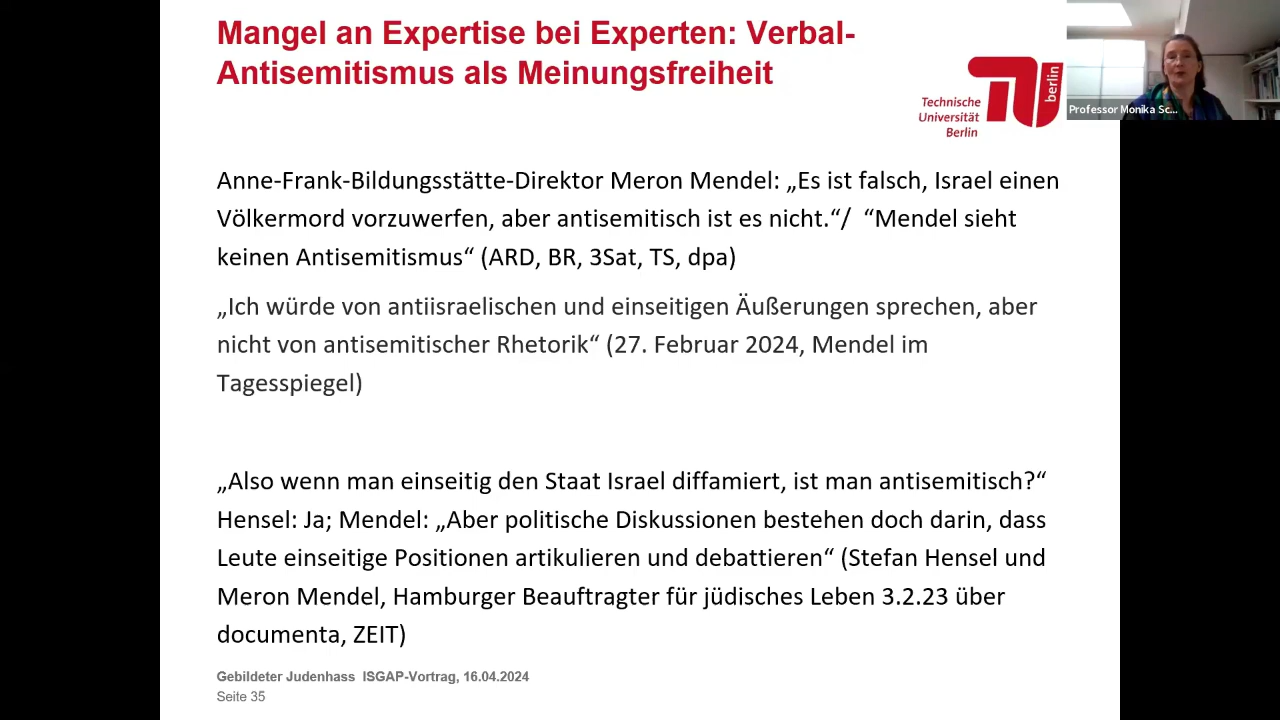 Mangel an Expertise bei Experten: Verbal-
Antisemitismus als Meinungsfreiheit
Technische
Universität
Berlin
berlin
Professor Monika Sc...
Anne-Frank-Bildungsstätte-Direktor Meron Mendel: „Es ist falsch, Israel einen
Völkermord vorzuwerfen, aber antisemitisch ist es nicht.“/ “Mendel sieht
keinen Antisemitismus“ (ARD, BR, 3Sat, TS, dpa)
„Ich würde von antiisraelischen und einseitigen Äußerungen sprechen, aber
nicht von antisemitischer Rhetorik“ (27. Februar 2024, Mendel im
Tagesspiegel)
„Also wenn man einseitig den Staat Israel diffamiert, ist man antisemitisch?“
Hensel: Ja; Mendel: „Aber politische Diskussionen bestehen doch darin, dass
Leute einseitige Positionen artikulieren und debattieren“ (Stefan Hensel und
Meron Mendel, Hamburger Beauftragter für jüdisches Leben 3.2.23 über
documenta, ZEIT)
Gebildeter Judenhass ISGAP-Vortrag, 16.04.2024
Seite 35